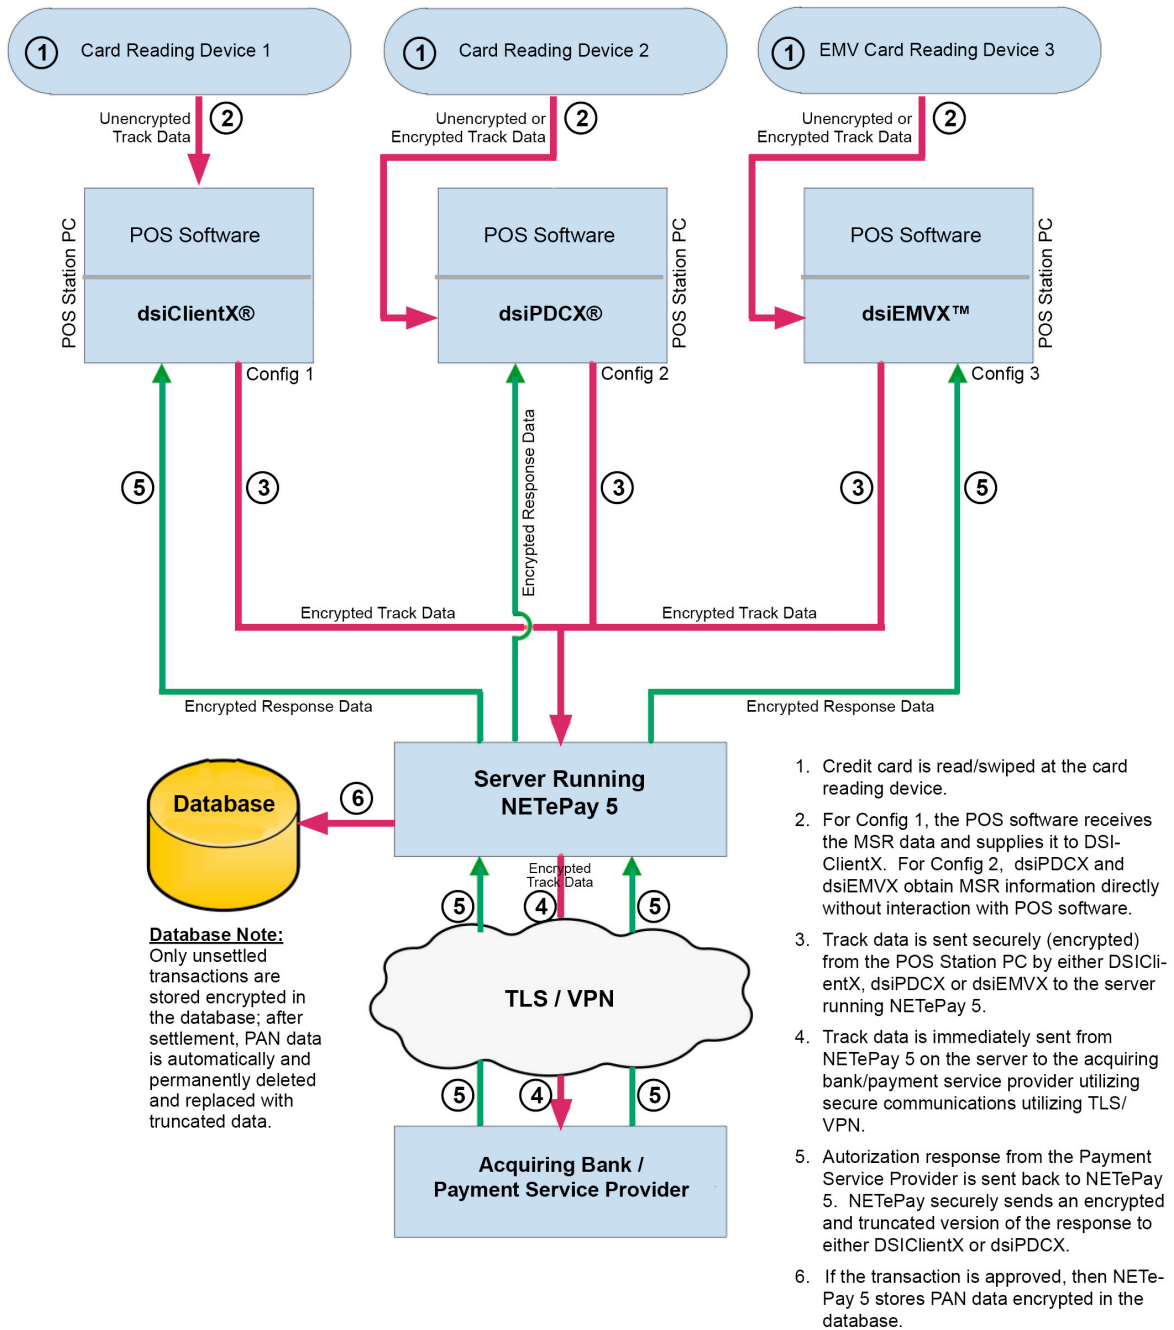 1 Card Reading Device 1
1 Card Reading Device 2
1 EMV Card Reading Device 3
Unencrypted
Track Data
2
Unencrypted or
Encrypted Track Data
2
Unencrypted or
Encrypted Track Data
2
POS Station PC
POS Software
dsiClientX®
Config 1
POS Software
dsiPDCX®
POS Station PC
Config 2
POS Software
dsiEMVX™
POS Station PC
Config 3
5
3
Encrypted Response Data
3
3
5
Encrypted Track Data
Encrypted Track Data
Encrypted Response Data
Encrypted Response Data
Server Running
NETePay 5
6
Database
Database Note:
Only unsettled
transactions are
stored encrypted in
the database; after
settlement, PAN data
is automatically and
permanently deleted
and replaced with
truncated data.
Encrypted
Track Data
5
4
5
TLS / VPN
5
4
5
Acquiring Bank /
Payment Service Provider
1. Credit card is read/swiped at the card
reading device.
2. For Config 1, the POS software receives
the MSR data and supplies it to DSI-
ClientX. For Config 2, dsiPDCX and
dsiEMVX obtain MSR information directly
without interaction with POS software.
3. Track data is sent securely (encrypted)
from the POS Station PC by either DSICli-
entX, dsiPDCX or dsiEMVX to the server
running NETePay 5.
4. Track data is immediately sent from
NETePay 5 on the server to the acquiring
bank/payment service provider utilizing
secure communications utilizing TLS/
VPN.
5. Autorization response from the Payment
Service Provider is sent back to NETePay
5. NETePay securely sends an encrypted
and truncated version of the response to
either DSIClientX or dsiPDCX.
6. If the transaction is approved, then NETe-
Pay 5 stores PAN data encrypted in the
database.